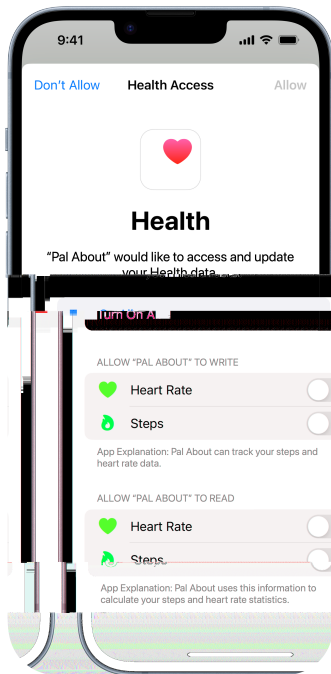 9:41
Don't Allow Health Access Allow
Health
“Pal About” would like to access and update
your Health data.
Turn On A
ALLOW “PAL ABOUT” TO WRITE
Heart Rate
Steps
App Explanation: Pal About can track your steps and
heart rate data.
ALLOW “PAL ABOUT” TO READ
Heart Rate
Steps
App Explanation: Pal About uses this information to
calculate your steps and heart rate statistics.